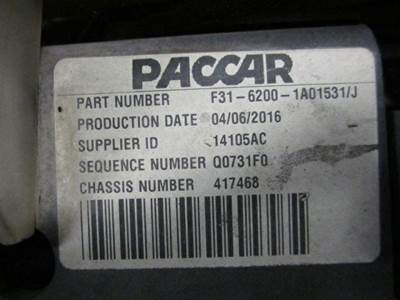 PACCAR
PART NUMBER F31-6200-1A01531/J
PRODUCTION DATE 04/06/2016
SUPPLIER ID 14105AC
SEQUENCE NUMBER Q0731F0
CHASSIS NUMBER 417468